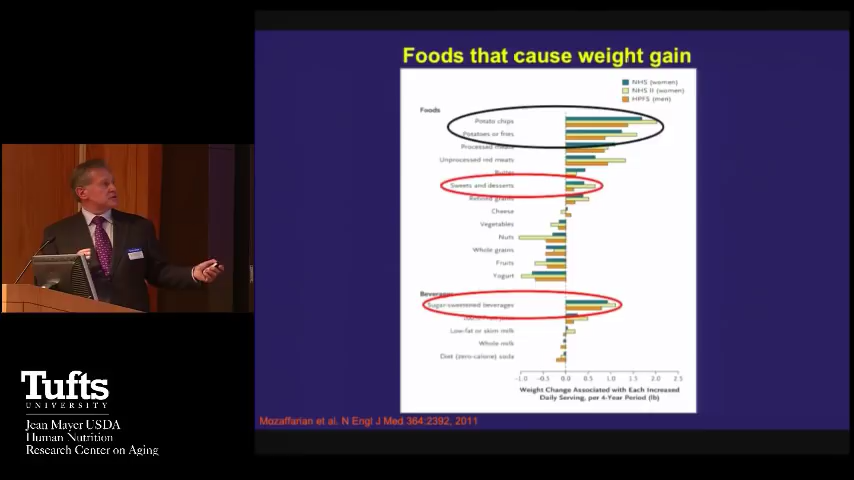 Foods that cause weight gain
NHS (women)
NHS II (women)
HPFS (men)
Foods
Potato chips
Potatoes or fries
Processed meats
Unprocessed red meats
Butter
Sweets and desserts
Refined grains
Cheese
Vegetables
Nuts
Whole grains
Fruits
Yogurt
Beverages
Sugar-sweetened beverages
Low-fat or skim milk
Whole milk
Diet (zero-calorie) soda
-1.0 -0.5 0.0 0.5 1.0 1.5 2.0 2.5
Weight Change Associated with Each Increased
Daily Serving, per 4-Year Period (lb)
Mozaffarian et al. N Engl J Med 364:2392, 2011
Tufts
UNIVERSITY
Jean Mayer USDA
Human Nutrition
Research Center on Aging